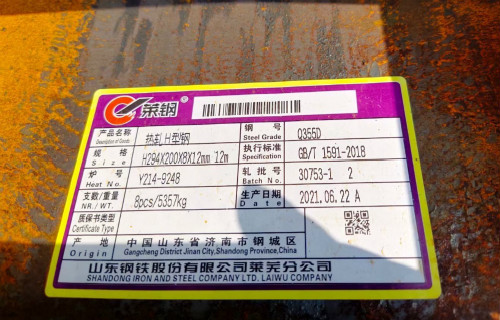 莱钢
产品名称 Description of Goods 热轧H型钢 钢号 Steel Grade Q355D
规格 Size H294X200X8X12mm 12m 执行标准 Specification GB/T 1591-2018
炉号 Heat No. Y214-9248 轧批号 Batch No. 30753-1 2
支数/重量 NR./WT. 8pcs/5357kg 生产日期 Date 2021.06.22 A
质保书类型 Certificate Type
产地 Origin 中国山东省济南市钢城区
Gangcheng District Jinan City,Shandong Province,China
山东钢铁股份有限公司莱芜分公司
SHANDONG IRON AND STEEL COMPANY LTD. LAIWU COMPANY